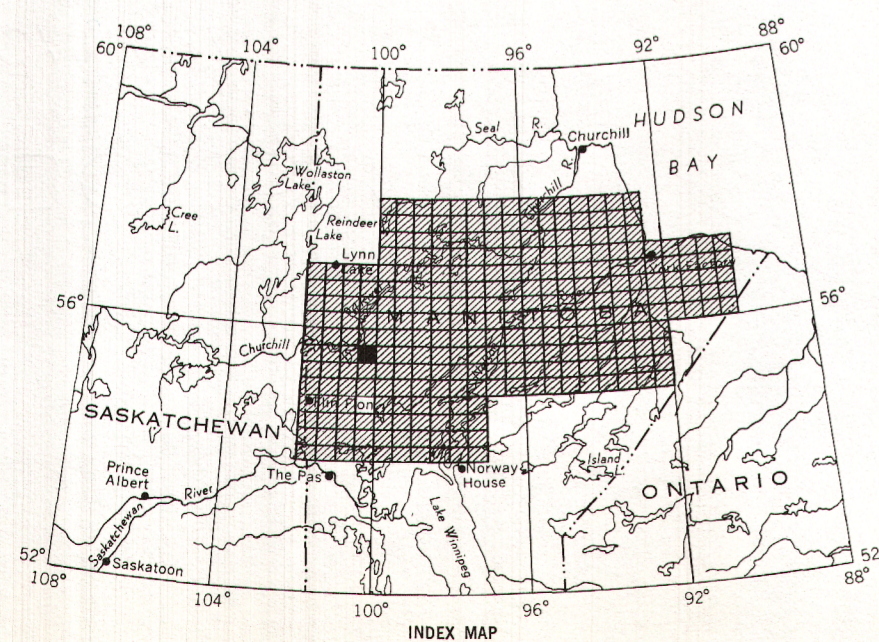 108°
104°
100°
96°
92°
88°
60°
60°
HUDSON
BAY
Seal R.
Churchill
Churchill R.
Wollaston
Lake
Cree
L.
Reindeer
Lake
Lynn
Lake
York Factory
56°
56°
MANITOBA
Churchill
Flin Flon
SASKATCHEWAN
Prince
Albert
River
Saskatchewan
The Pas
Norway
House
Island
L.
ONTARIO
Lake Winnipeg
Saskatoon
52°
52°
108°
104°
100°
96°
92°
88°
INDEX MAP